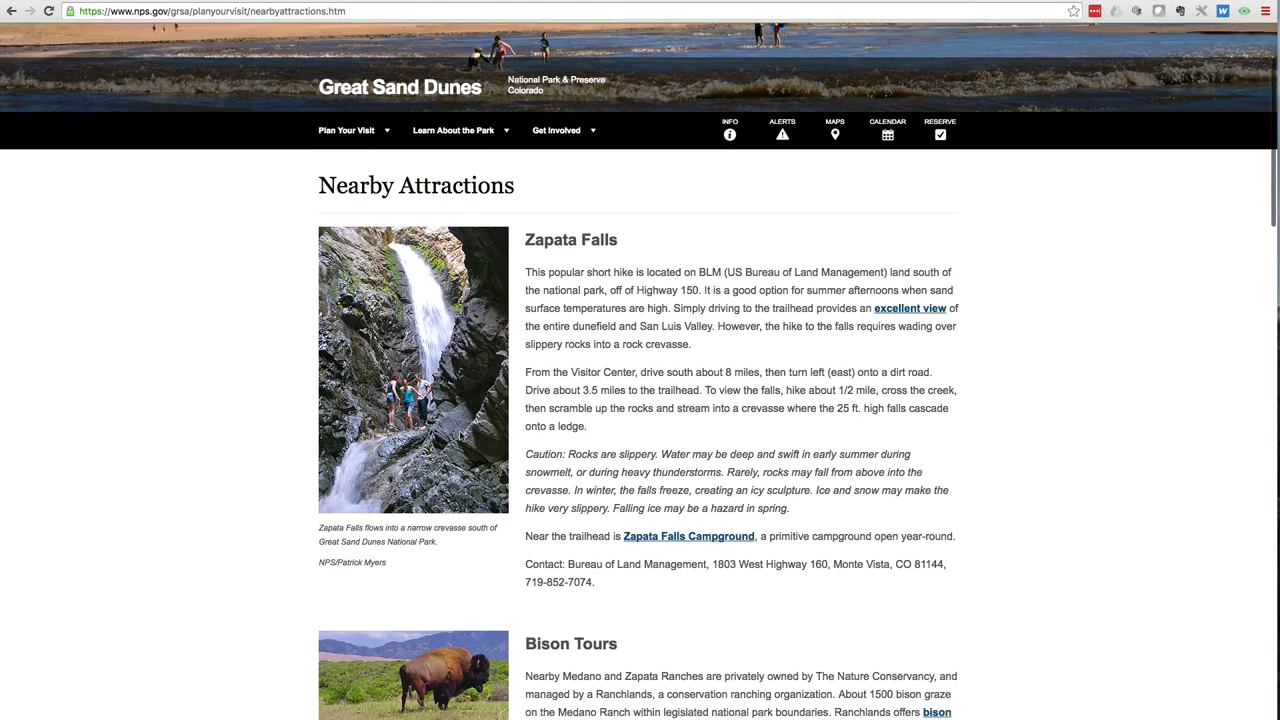 https://www.nps.gov/grsa/planyourvisit/nearbyattractions.htm
Great Sand Dunes
National Park & Preserve
Colorado
Plan Your Visit
Learn About the Park
Get Involved
INFO
ALERTS
MAPS
CALENDAR
RESERVE
Nearby Attractions
Zapata Falls
This popular short hike is located on BLM (US Bureau of Land Management) land south of
the national park, off of Highway 150. It is a good option for summer afternoons when sand
surface temperatures are high. Simply driving to the trailhead provides an excellent view of
the entire dunefield and San Luis Valley. However, the hike to the falls requires wading over
slippery rocks into a rock crevasse.
From the Visitor Center, drive south about 8 miles, then turn left (east) onto a dirt road.
Drive about 3.5 miles to the trailhead. To view the falls, hike about 1/2 mile, cross the creek,
then scramble up the rocks and stream into a crevasse where the 25 ft. high falls cascade
onto a ledge.
Caution: Rocks are slippery. Water may be deep and swift in early summer during
snowmelt, or during heavy thunderstorms. Rarely, rocks may fall from above into the
crevasse. In winter, the falls freeze, creating an icy sculpture. Ice and snow may make the
hike very slippery. Falling ice may be a hazard in spring.
Near the trailhead is Zapata Falls Campground, a primitive campground open year-round.
Contact: Bureau of Land Management, 1803 West Highway 160, Monte Vista, CO 81144,
719-852-7074.
Zapata Falls flows into a narrow crevasse south of
Great Sand Dunes National Park.
NPS/Patrick Myers
Bison Tours
Nearby Medano and Zapata Ranches are privately owned by The Nature Conservancy, and
managed by a Ranchlands, a conservation ranching organization. About 1500 bison graze
on the Medano Ranch within legislated national park boundaries. Ranchlands offers bison